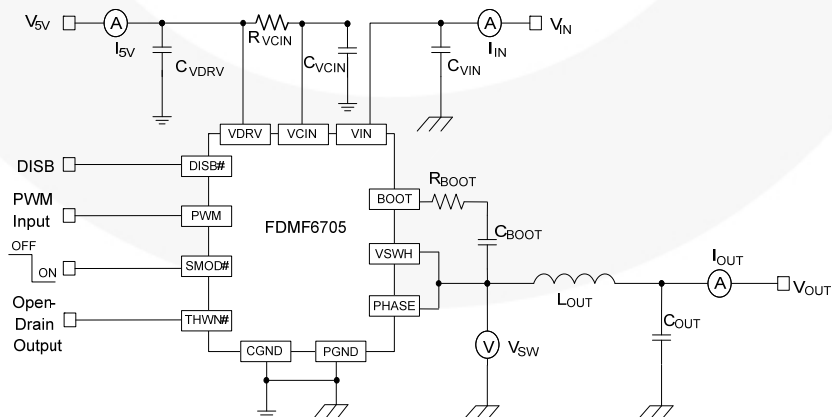 V5V
A
I5V
CVDRV
RVCIN
CVCIN
CVIN
A
IIN
VIN
VDRV
VCIN
VIN
DISB
DISB#
PWM
Input
PWM
OFF
ON
SMOD#
Open-
Drain
Output
THWN#
FDMF6705
BOOT
RBOOT
CBOOT
VSWH
PHASE
LOUT
IOUT
A
VOUT
COUT
V
VSW
CGND
PGND